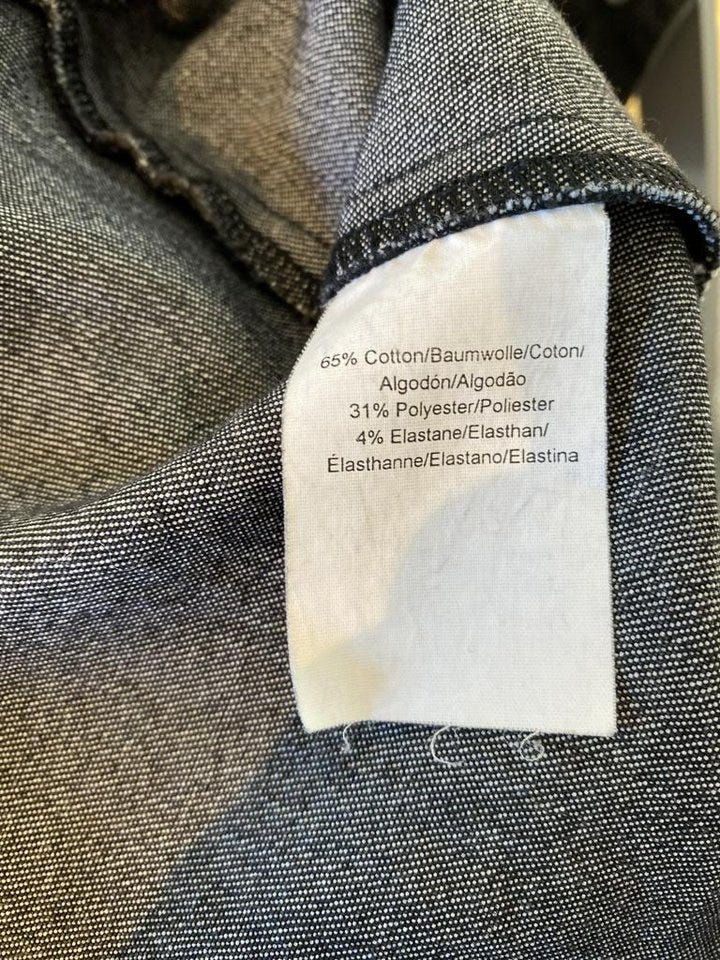 65% Cotton/Baumwolle/Coton/
Algodón/Algodão
31% Polyester/Poliester
4% Elastane/Elasthan/
Élasthanne/Elastano/Elastina